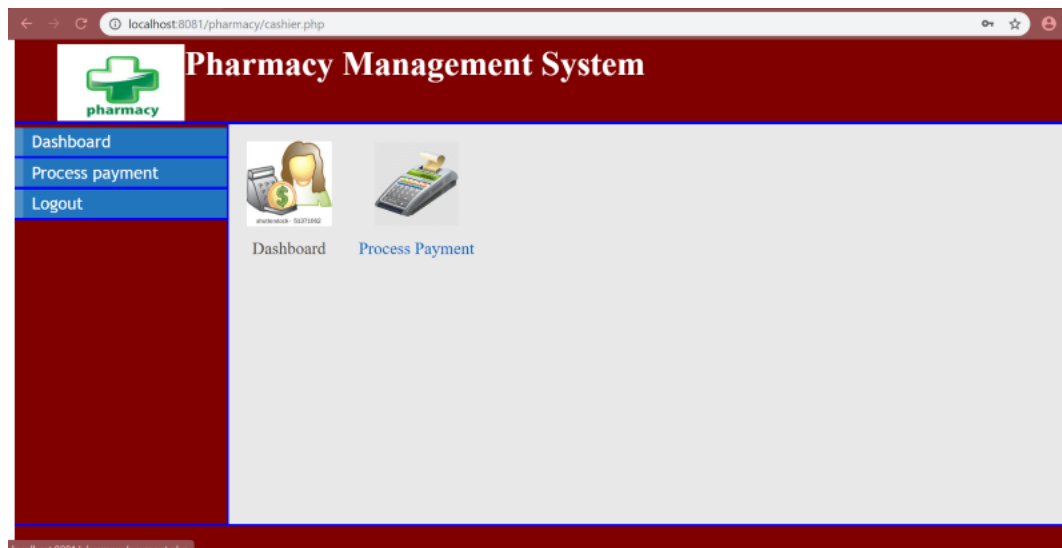 localhost:8081/pharmacy/cashier.php
Pharmacy Management System
pharmacy
Dashboard
Process payment
Logout
Dashboard
Process Payment